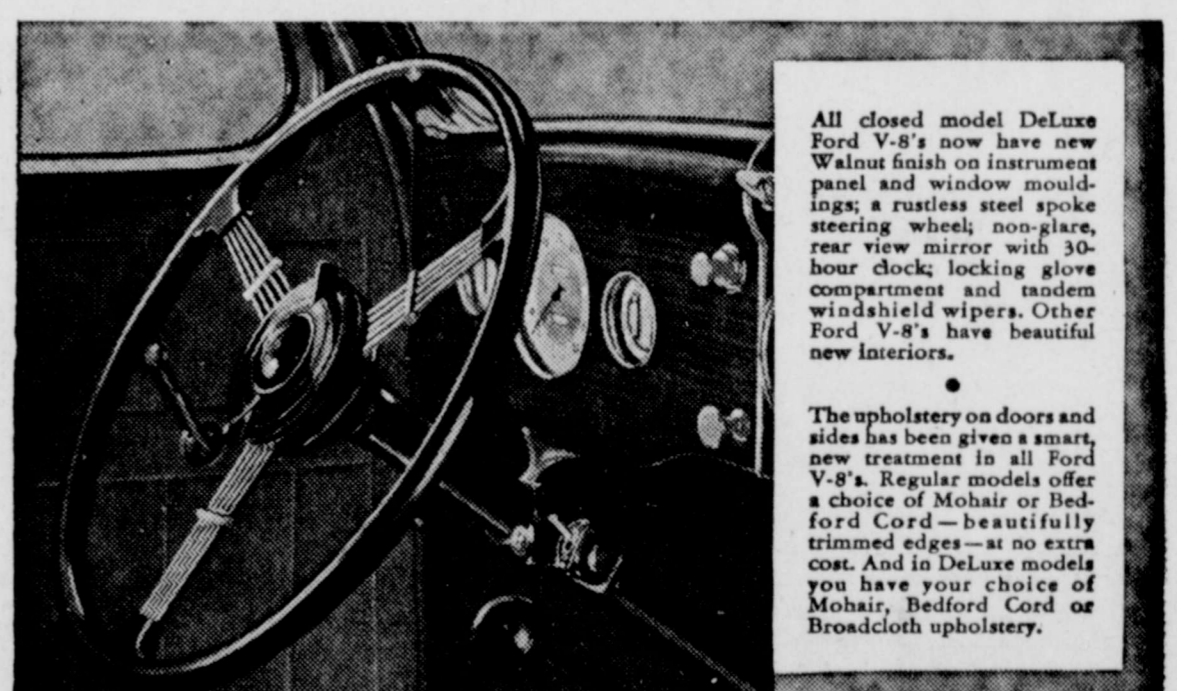 All closed model DeLuxe
Ford V-8's now have new
Walnut finish on instrument
panel and window mould-
ings; a rustless steel spoke
steering wheel; non-glare,
rear view mirror with 30-
hour clock; locking glove
compartment and tandem
windshield wipers. Other
Ford V-8's have beautiful
new interiors.
●
The upholstery on doors and
sides has been given a smart,
new treatment in all Ford
V-8's. Regular models offer
a choice of Mohair or Bed-
ford Cord—beautifully
trimmed edges—at no extra
cost. And in DeLuxe models
you have your choice of
Mohair, Bedford Cord or
Broadcloth upholstery.